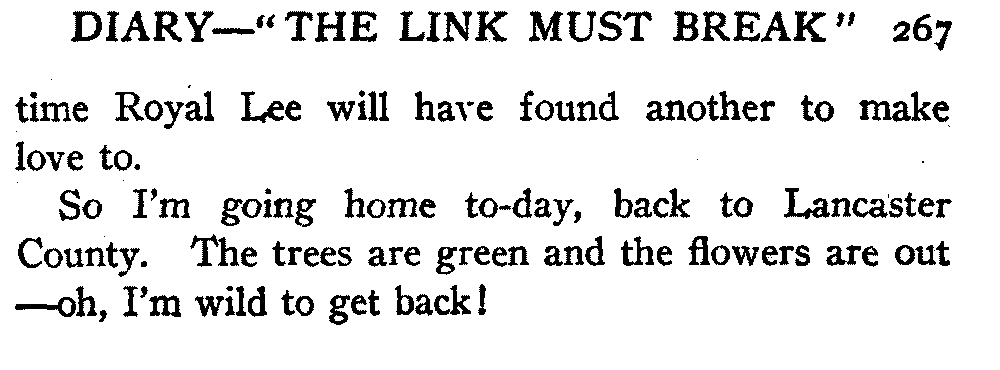 DIARY—“THE LINK MUST BREAK” 267
time Royal Lee will have found another to make
love to.
So I'm going home to-day, back to Lancaster
County. The trees are green and the flowers are out
—oh, I'm wild to get back!